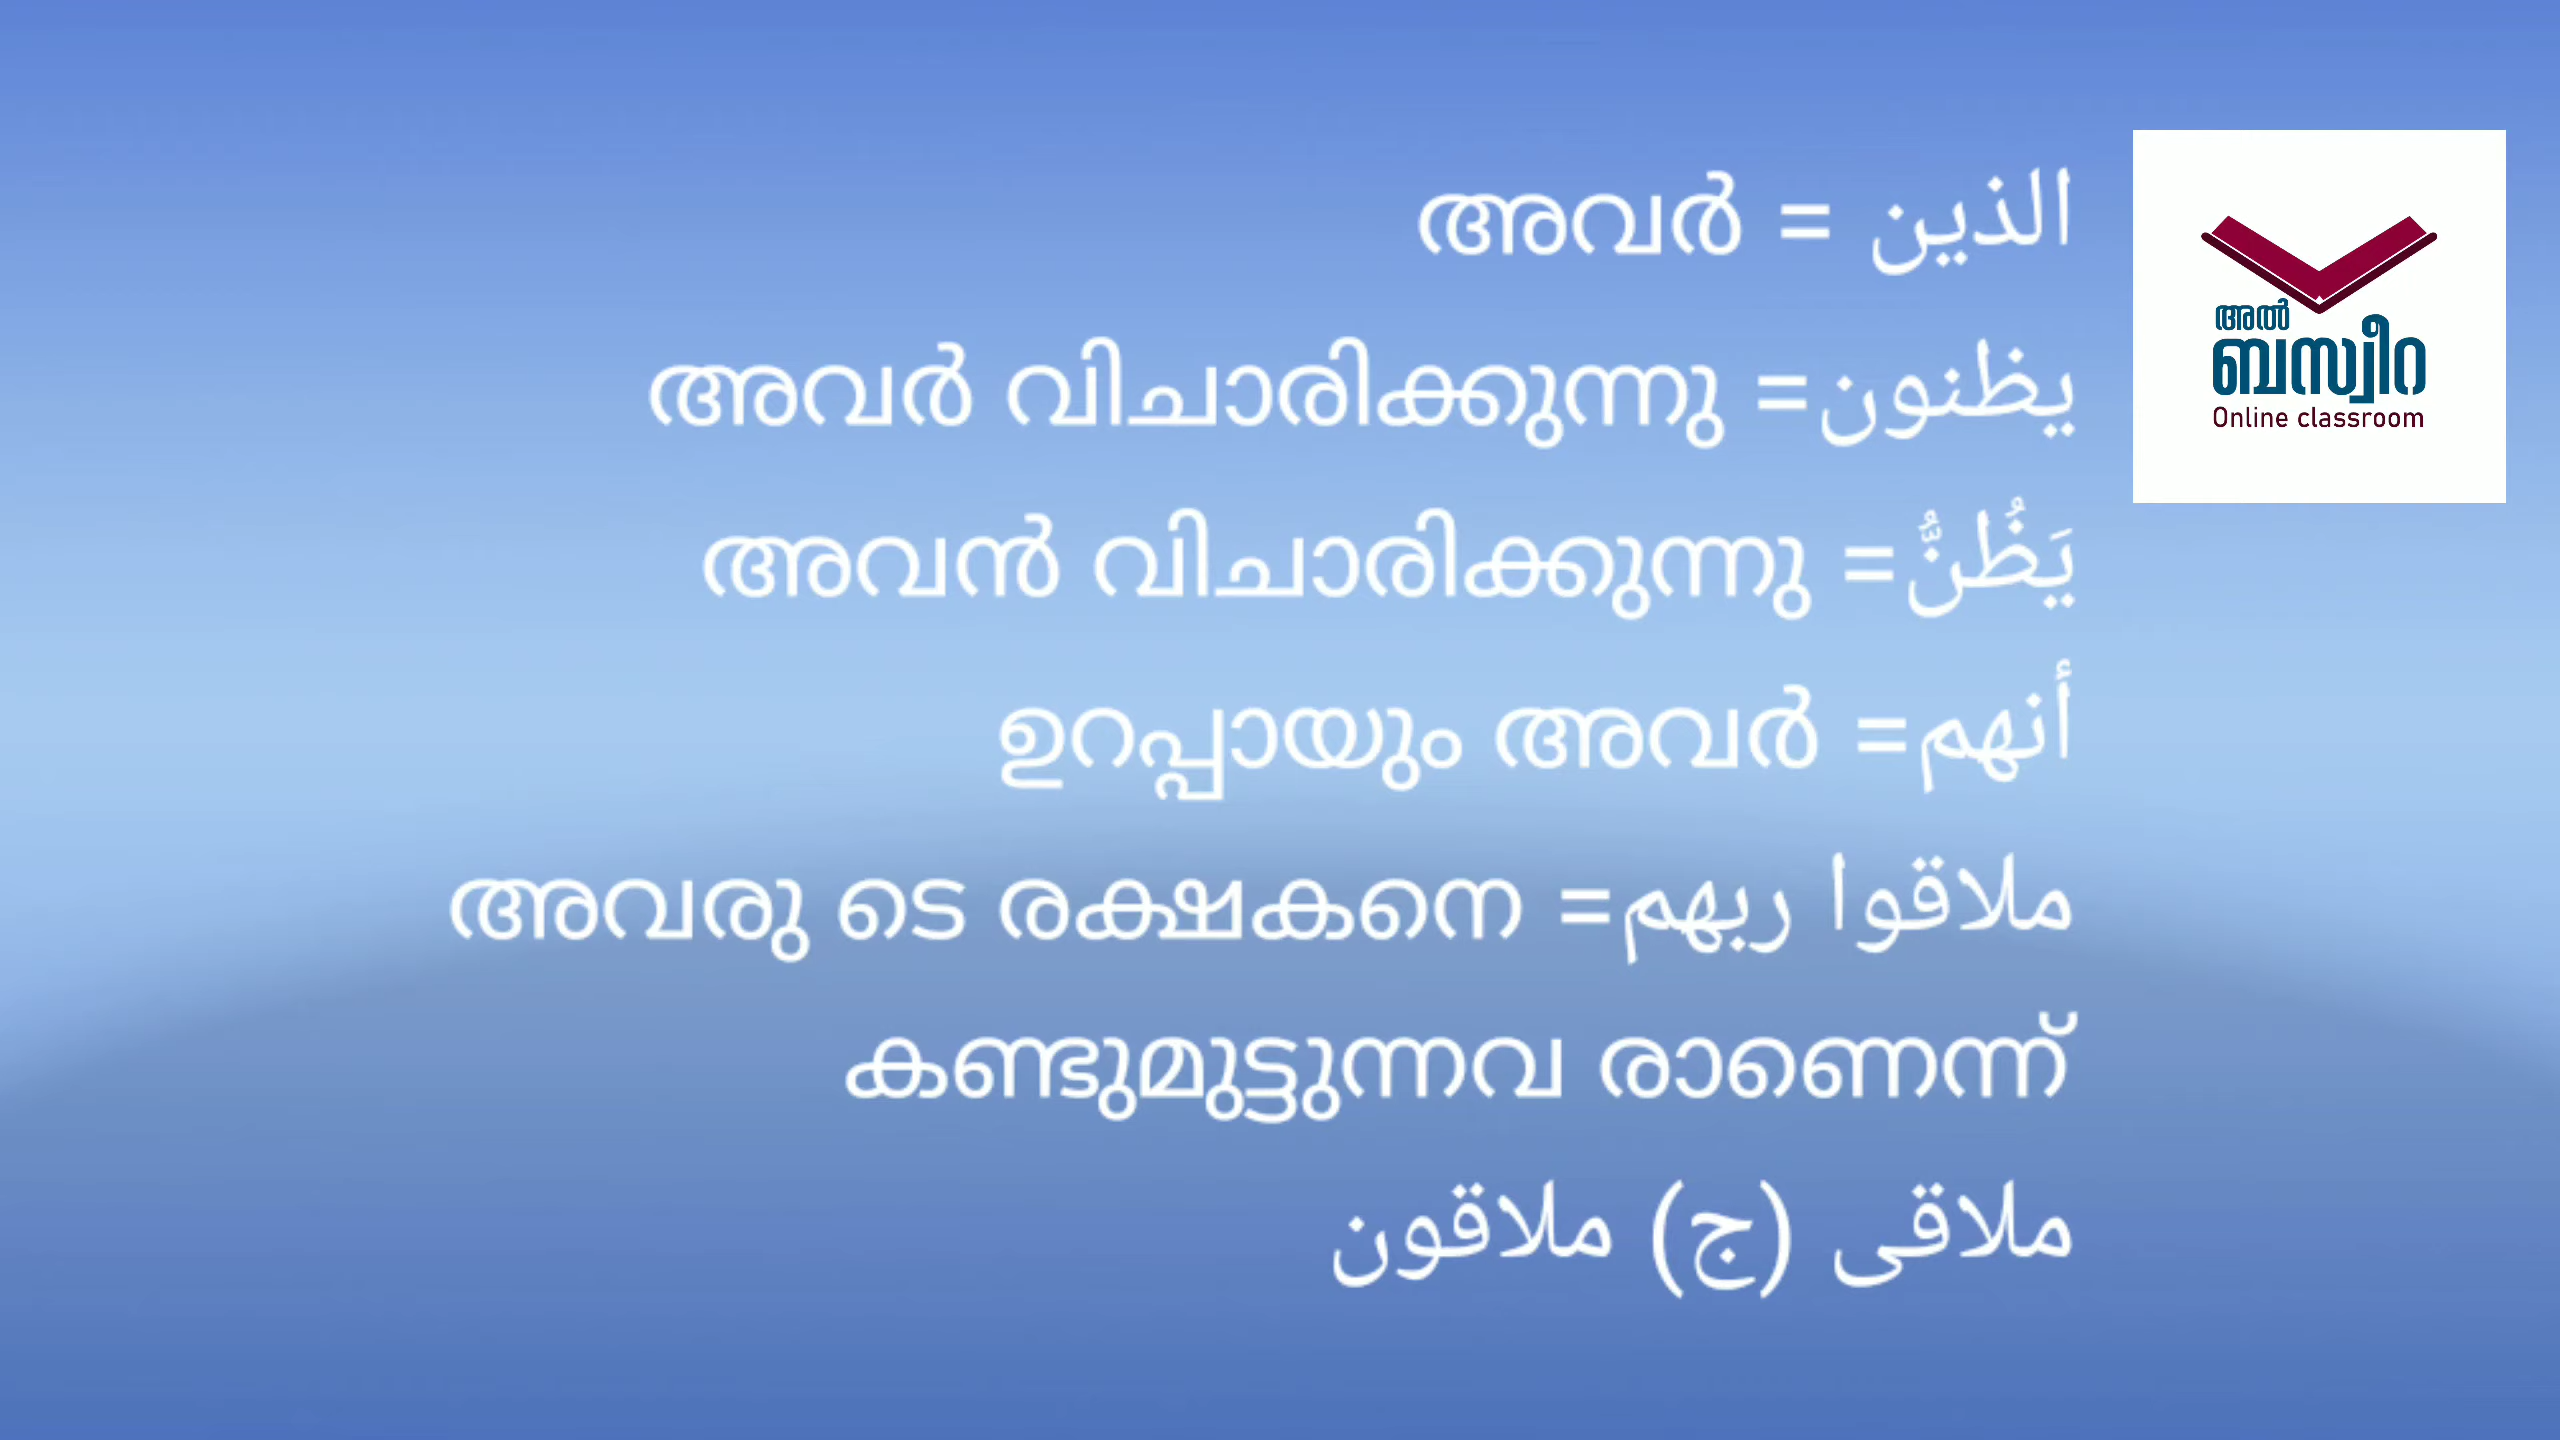 الذين = അവർ
يظنون= അവർ വിചാരിക്കുന്നു
يَظُنُّ= അവൻ വിചാരിക്കുന്നു
أنهم= ഉറപ്പായും അവർ
ملاقوا ربهم= അവരു ടെ രക്ഷകനെ
കണ്ടുമുട്ടുന്നവ രാണെന്ന്
ملاقى (ج) ملاقون
അൽ
ബസ്വീറ
Online classroom